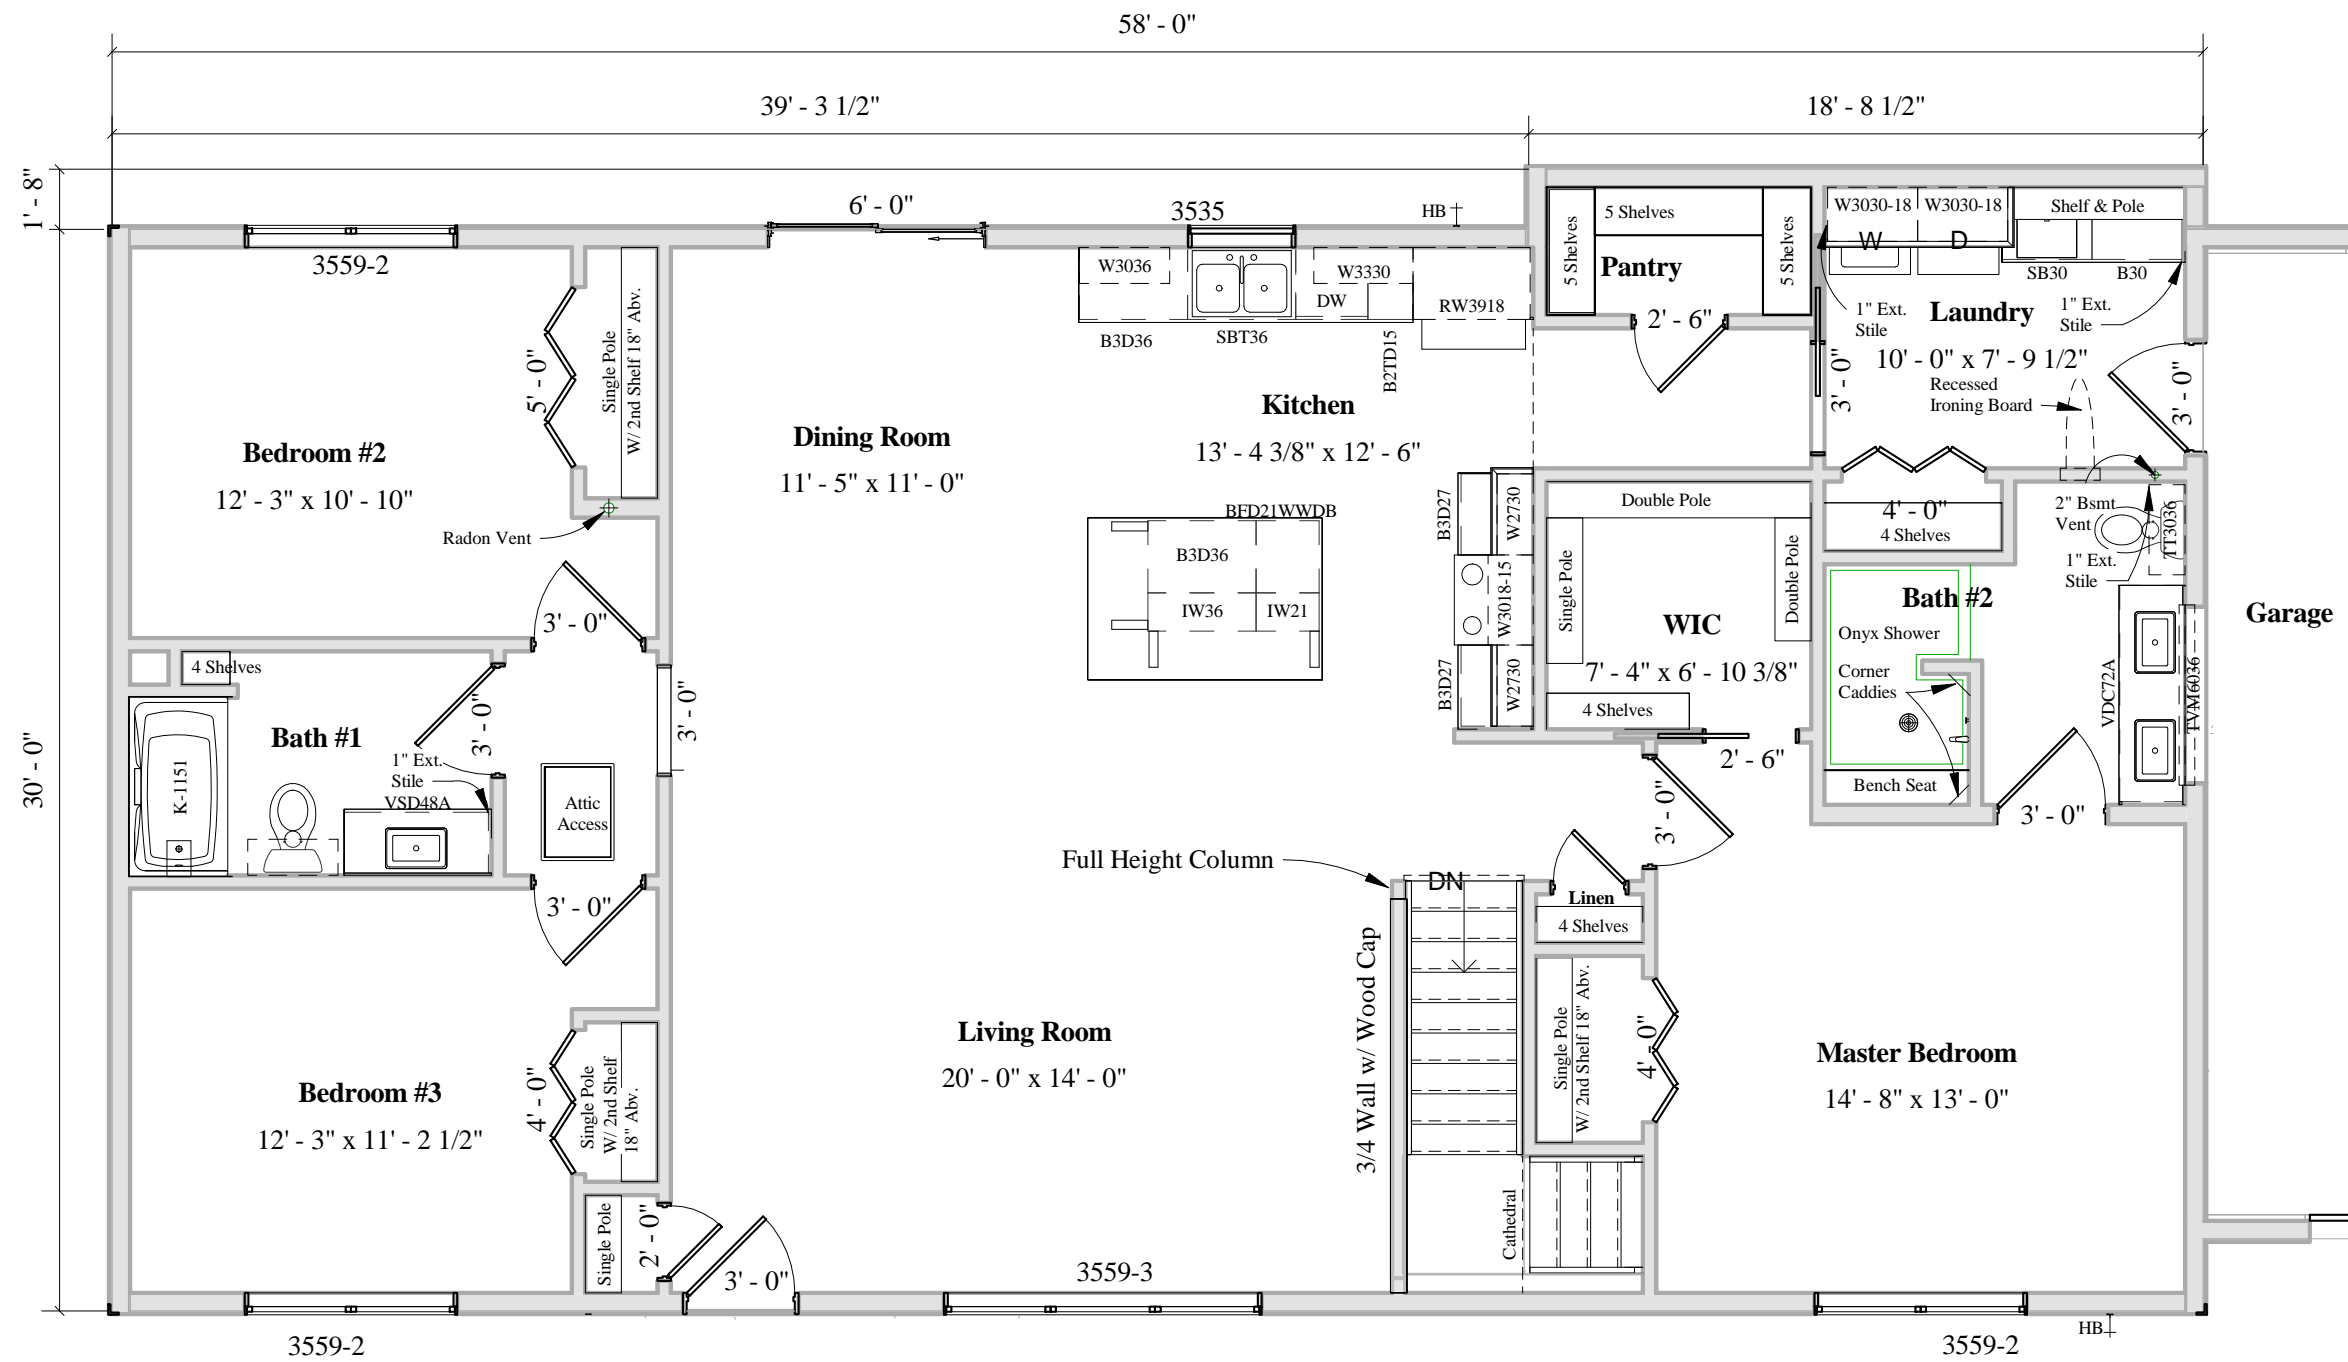 58' - 0"
39' - 3 1/2"
18' - 8 1/2"
1' - 8"
30' - 0"
6' - 0"
3535
HB
3559-2
5' - 0"
Single Pole
W/ 2nd Shelf 18" Abv.
Bedroom #2
12' - 3" x 10' - 10"
Radon Vent
3' - 0"
Dining Room
11' - 5" x 11' - 0"
W3036
W3330
DW
RW3918
B3D36
SBT36
B2TD15
Kitchen
13' - 4 3/8" x 12' - 6"
BFD21WWDB
B3D36
IW36
IW21
B3D27
W2730
W3018-15
B3D27
W2730
5 Shelves
5 Shelves
5 Shelves
Pantry
2' - 6"
W3030-18
W3030-18
W
D
Shelf & Pole
SB30
B30
1" Ext.
Stile
Laundry
1" Ext.
Stile
10' - 0" x 7' - 9 1/2"
3' - 0"
Recessed
Ironing Board
3' - 0"
4' - 0"
4 Shelves
2" Bsmt
Vent
1" Ext.
Stile
TT3036
Double Pole
Single Pole
Double Pole
WIC
7' - 4" x 6' - 10 3/8"
4 Shelves
2' - 6"
Bath #2
Onyx Shower
Corner
Caddies
Bench Seat
VDC72A
TVM6036
3' - 0"
Garage
4 Shelves
K-1151
Bath #1
1" Ext.
Stile
VSD48A
3' - 0"
3' - 0"
Attic
Access
3' - 0"
Full Height Column
DN
3/4 Wall w/ Wood Cap
3' - 0"
Linen
4 Shelves
Single Pole
W/ 2nd Shelf 18" Abv.
4' - 0"
Cathedral
Living Room
20' - 0" x 14' - 0"
Master Bedroom
14' - 8" x 13' - 0"
Bedroom #3
12' - 3" x 11' - 2 1/2"
4' - 0"
Single Pole
W/ 2nd Shelf
18" Abv.
Single Pole
2' - 0"
3' - 0"
3559-3
3559-2
3559-2
HB